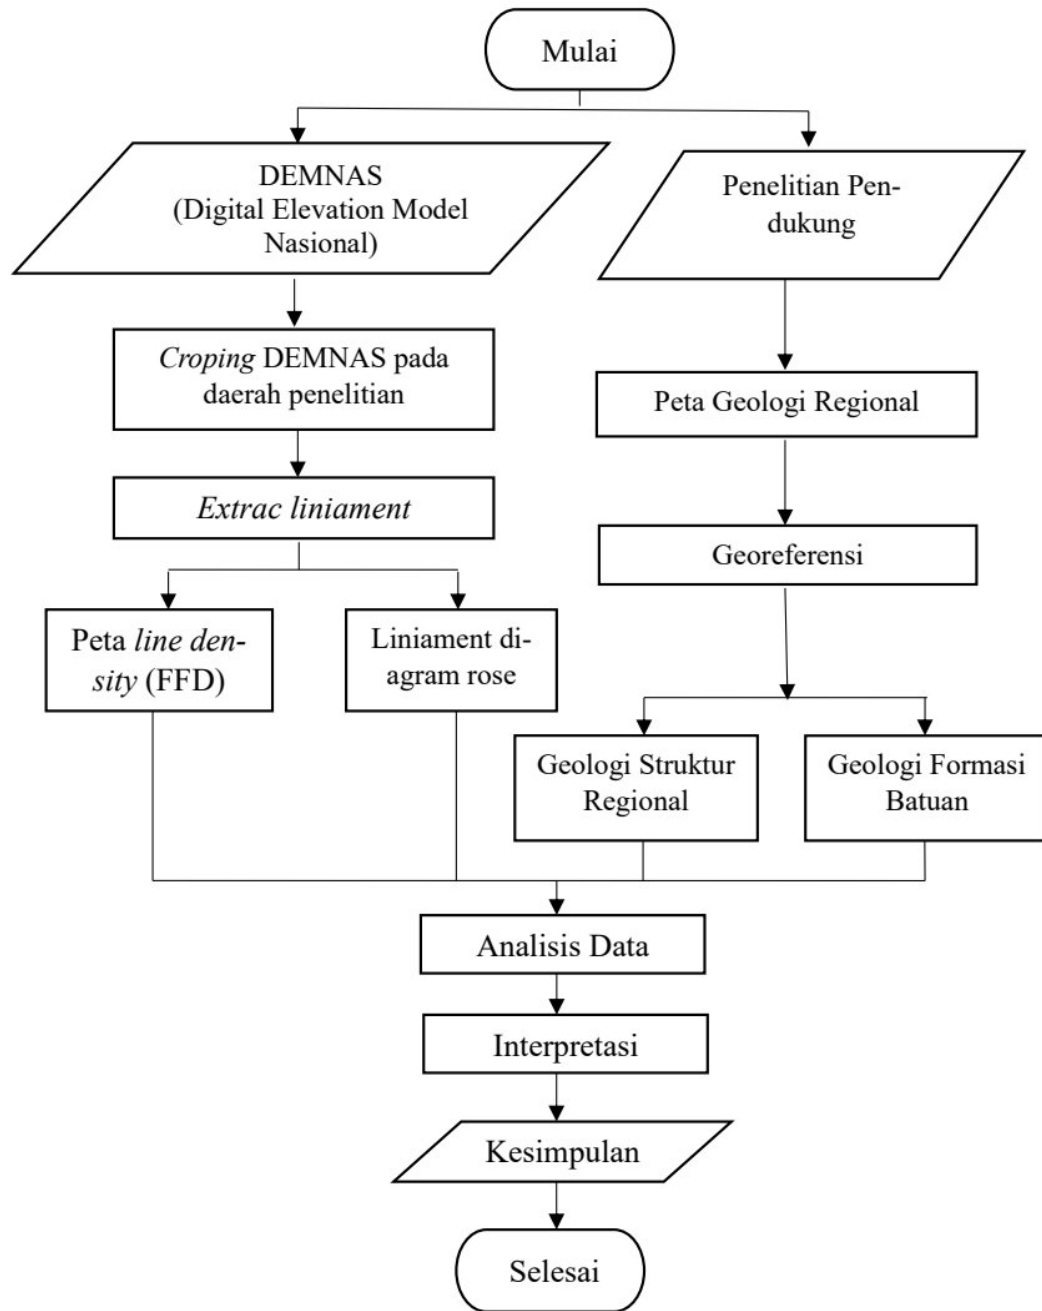 Mulai
DEMNAS
(Digital Elevation Model
Nasional)
Penelitian Pen-
dukung
Croping DEMNAS pada
daerah penelitian
Peta Geologi Regional
Extrac liniament
Georeferensi
Peta line den-
sity (FFD)
Liniament di-
agram rose
Geologi Struktur
Regional
Geologi Formasi
Batuan
Analisis Data
Interpretasi
Kesimpulan
Selesai